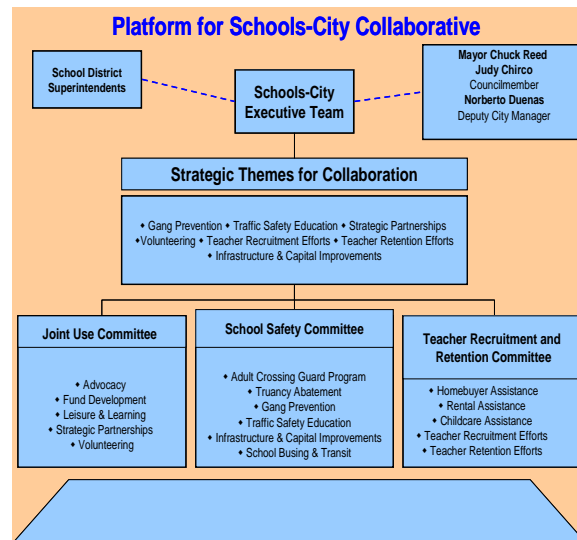 Platform for Schools-City Collaborative
School District
Superintendents
Schools-City
Executive Team
Mayor Chuck Reed
Judy Chirco
Councilmember
Norberto Duenas
Deputy City Manager
Strategic Themes for Collaboration
♦ Gang Prevention ♦ Traffic Safety Education ♦ Strategic Partnerships
♦Volunteering ♦ Teacher Recruitment Efforts ♦ Teacher Retention Efforts
♦ Infrastructure & Capital Improvements
Joint Use Committee
♦ Advocacy
♦ Fund Development
♦ Leisure & Learning
♦ Strategic Partnerships
♦ Volunteering
School Safety Committee
♦ Adult Crossing Guard Program
♦ Truancy Abatement
♦ Gang Prevention
♦ Traffic Safety Education
♦ Infrastructure & Capital Improvements
♦ School Busing & Transit
Teacher Recruitment and
Retention Committee
♦ Homebuyer Assistance
♦ Rental Assistance
♦ Childcare Assistance
♦ Teacher Recruitment Efforts
♦ Teacher Retention Efforts